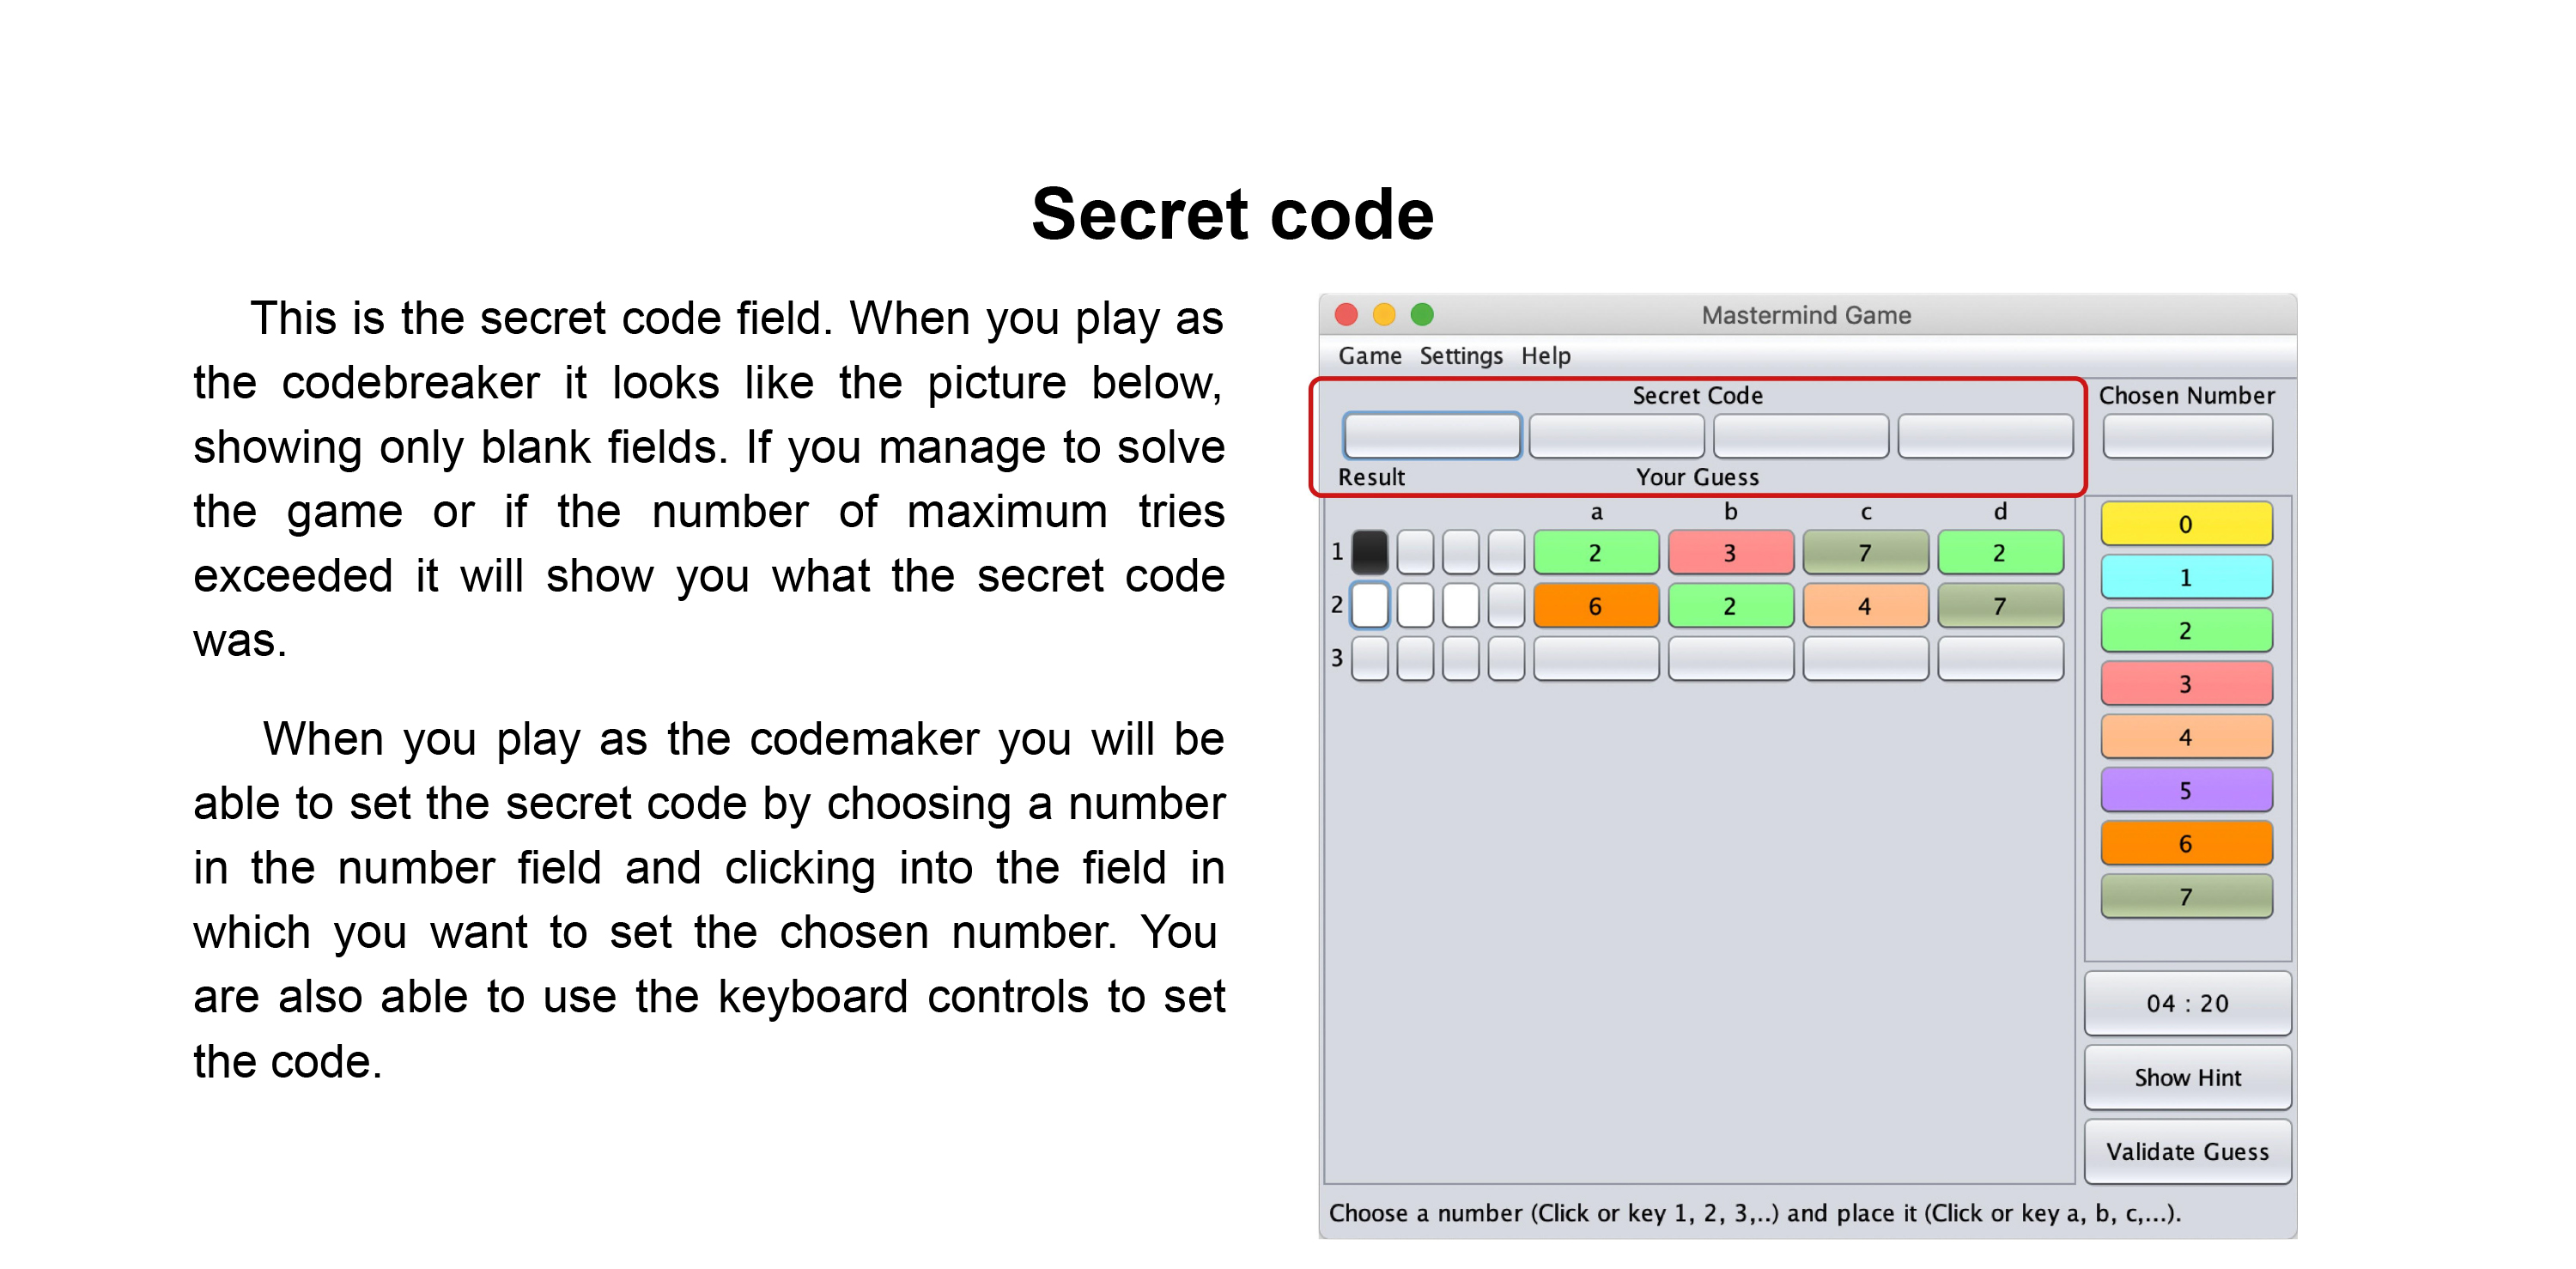 Secret code
This is the secret code field. When you play as
the codebreaker it looks like the picture below,
showing only blank fields. If you manage to solve
the game or if the number of maximum tries
exceeded it will show you what the secret code
was.
When you play as the codemaker you will be
able to set the secret code by choosing a number
in the number field and clicking into the field in
which you want to set the chosen number. You
are also able to use the keyboard controls to set
the code.
Mastermind Game
Game Settings Help
Secret Code
Chosen Number
Result Your Guess
a b c d
1 2 3 7 2
2 6 2 4 7
3
0
1
2
3
4
5
6
7
04 : 20
Show Hint
Validate Guess
Choose a number (Click or key 1, 2, 3,..) and place it (Click or key a, b, c,...).